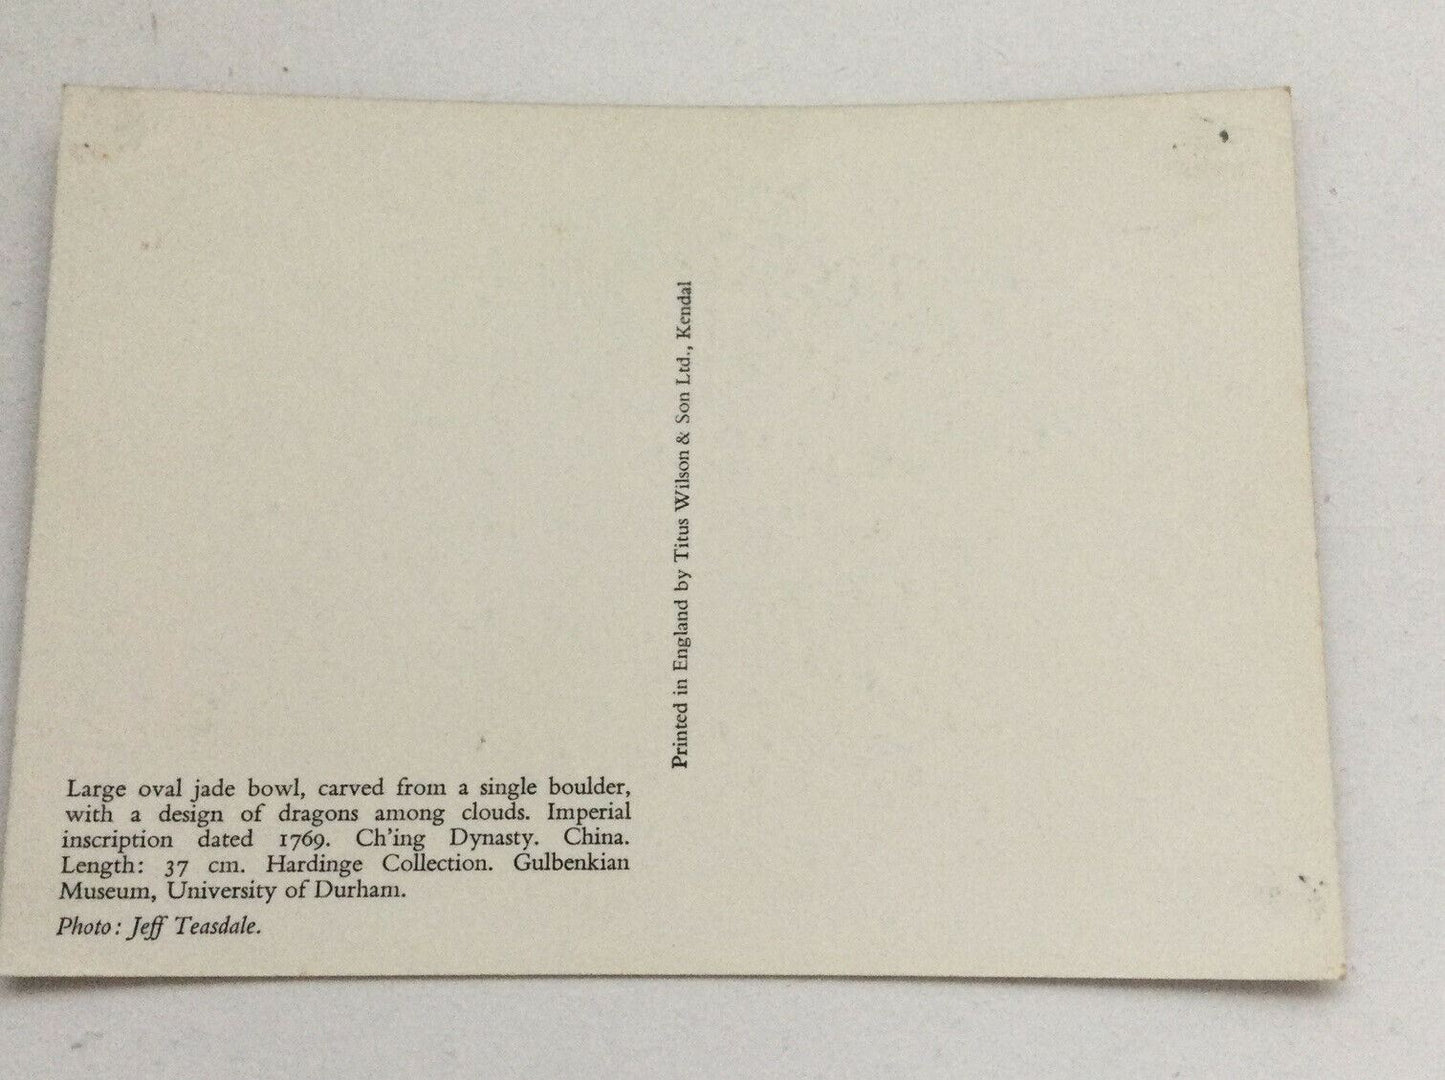 Printed in England by Titus Wilson & Son Ltd., Kendal
Large oval jade bowl, carved from a single boulder,
with a design of dragons among clouds. Imperial
inscription dated 1769. Ch'ing Dynasty. China.
Length: 37 cm. Hardinge Collection. Gulbenkian
Museum, University of Durham.
Photo: Jeff Teasdale.